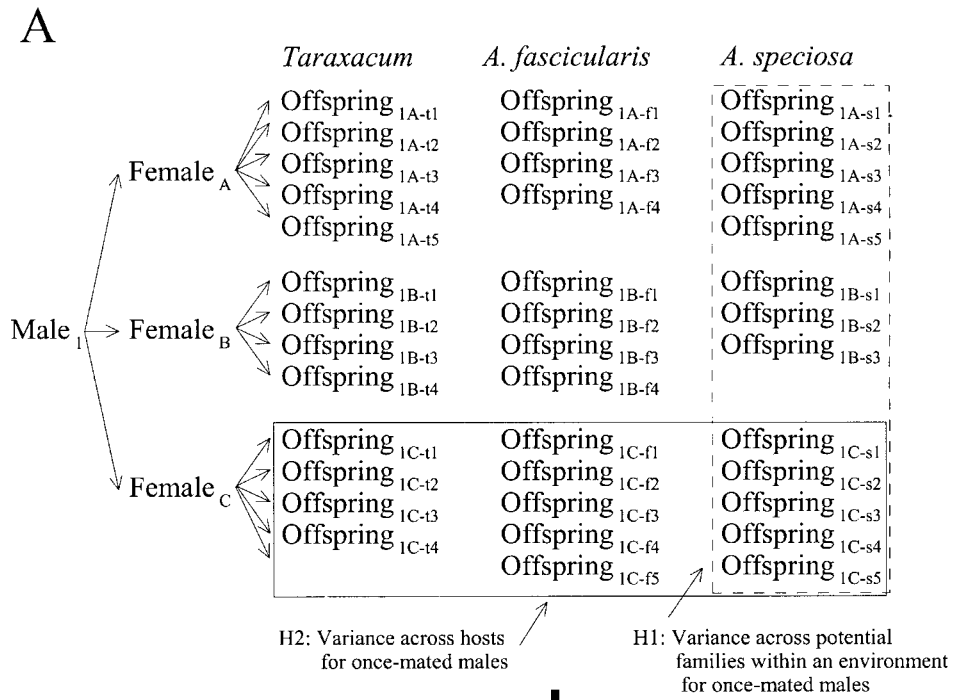 A
Taraxacum A. fascicularis A. speciosa
Offspring 1A-t1 Offspring 1A-f1 Offspring 1A-s1
Offspring 1A-t2 Offspring 1A-f2 Offspring 1A-s2
Female A Offspring 1A-t3 Offspring 1A-f3 Offspring 1A-s3
Offspring 1A-t4 Offspring 1A-f4 Offspring 1A-s4
Offspring 1A-t5 Offspring 1A-s5
Offspring 1B-t1 Offspring 1B-f1 Offspring 1B-s1
Male 1 Female B Offspring 1B-t2 Offspring 1B-f2 Offspring 1B-s2
Offspring 1B-t3 Offspring 1B-f3 Offspring 1B-s3
Offspring 1B-t4 Offspring 1B-f4
Offspring 1C-t1 Offspring 1C-f1 Offspring 1C-s1
Offspring 1C-t2 Offspring 1C-f2 Offspring 1C-s2
Female C Offspring 1C-t3 Offspring 1C-f3 Offspring 1C-s3
Offspring 1C-t4 Offspring 1C-f4 Offspring 1C-s4
Offspring 1C-f5 Offspring 1C-s5
H2: Variance across hosts
for once-mated males
H1: Variance across potential
families within an environment
for once-mated males